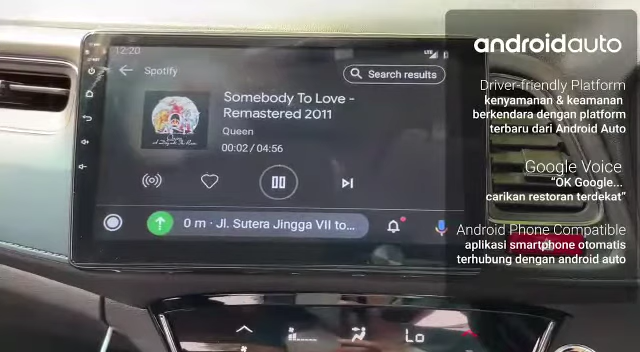 12:20
LTE
Spotify
Search results
Somebody To Love -
Remastered 2011
Queen
00:02 / 04:56
0 m · Jl. Sutera Jingga VII to...
Lo
androidauto
Driver-friendly Platform
kenyamanan & keamanan
berkendara dengan platform
terbaru dari Android Auto
Google Voice
"OK Google...
carikan restoran terdekat"
Android Phone Compatible
aplikasi smartphone otomatis
terhubung dengan android auto